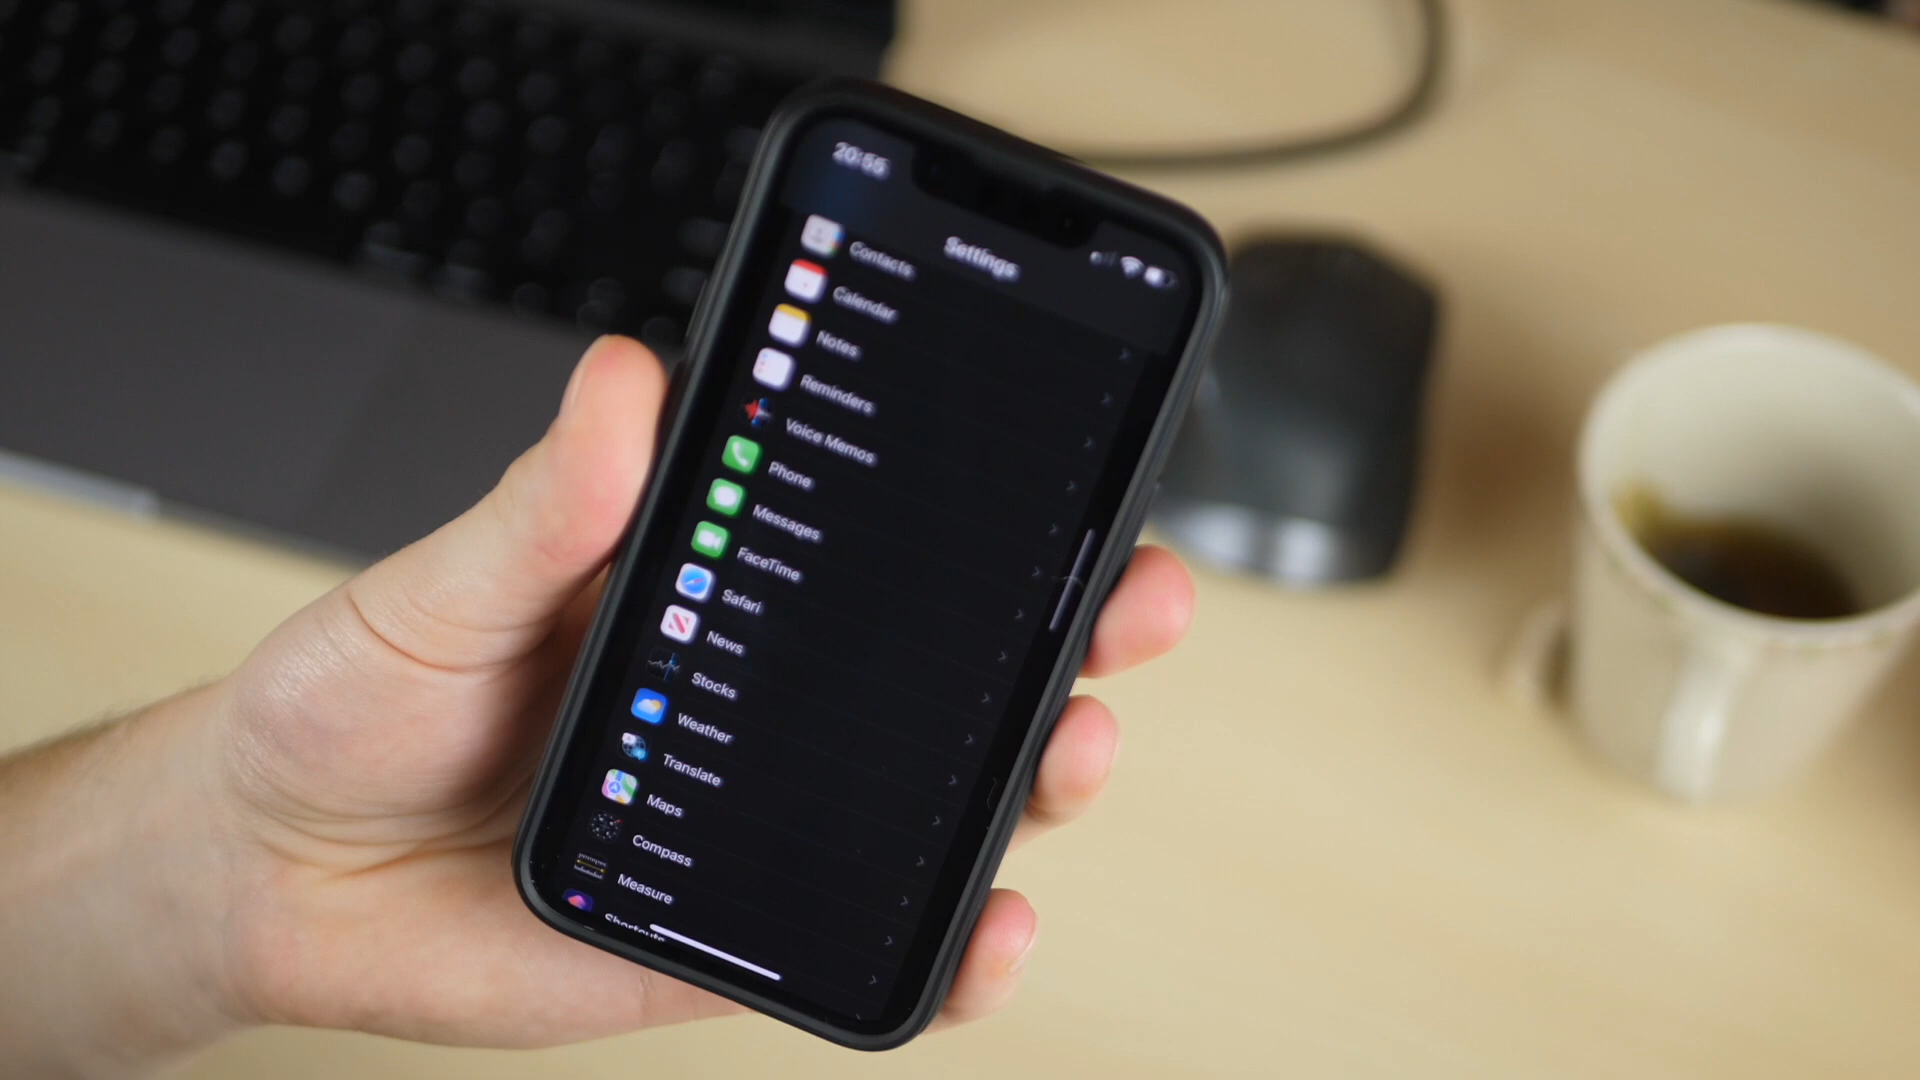 20:55
Settings
Contacts
Calendar
Notes
Reminders
Voice Memos
Phone
Messages
FaceTime
Safari
News
Stocks
Weather
Translate
Maps
Compass
Measure
Shortcuts